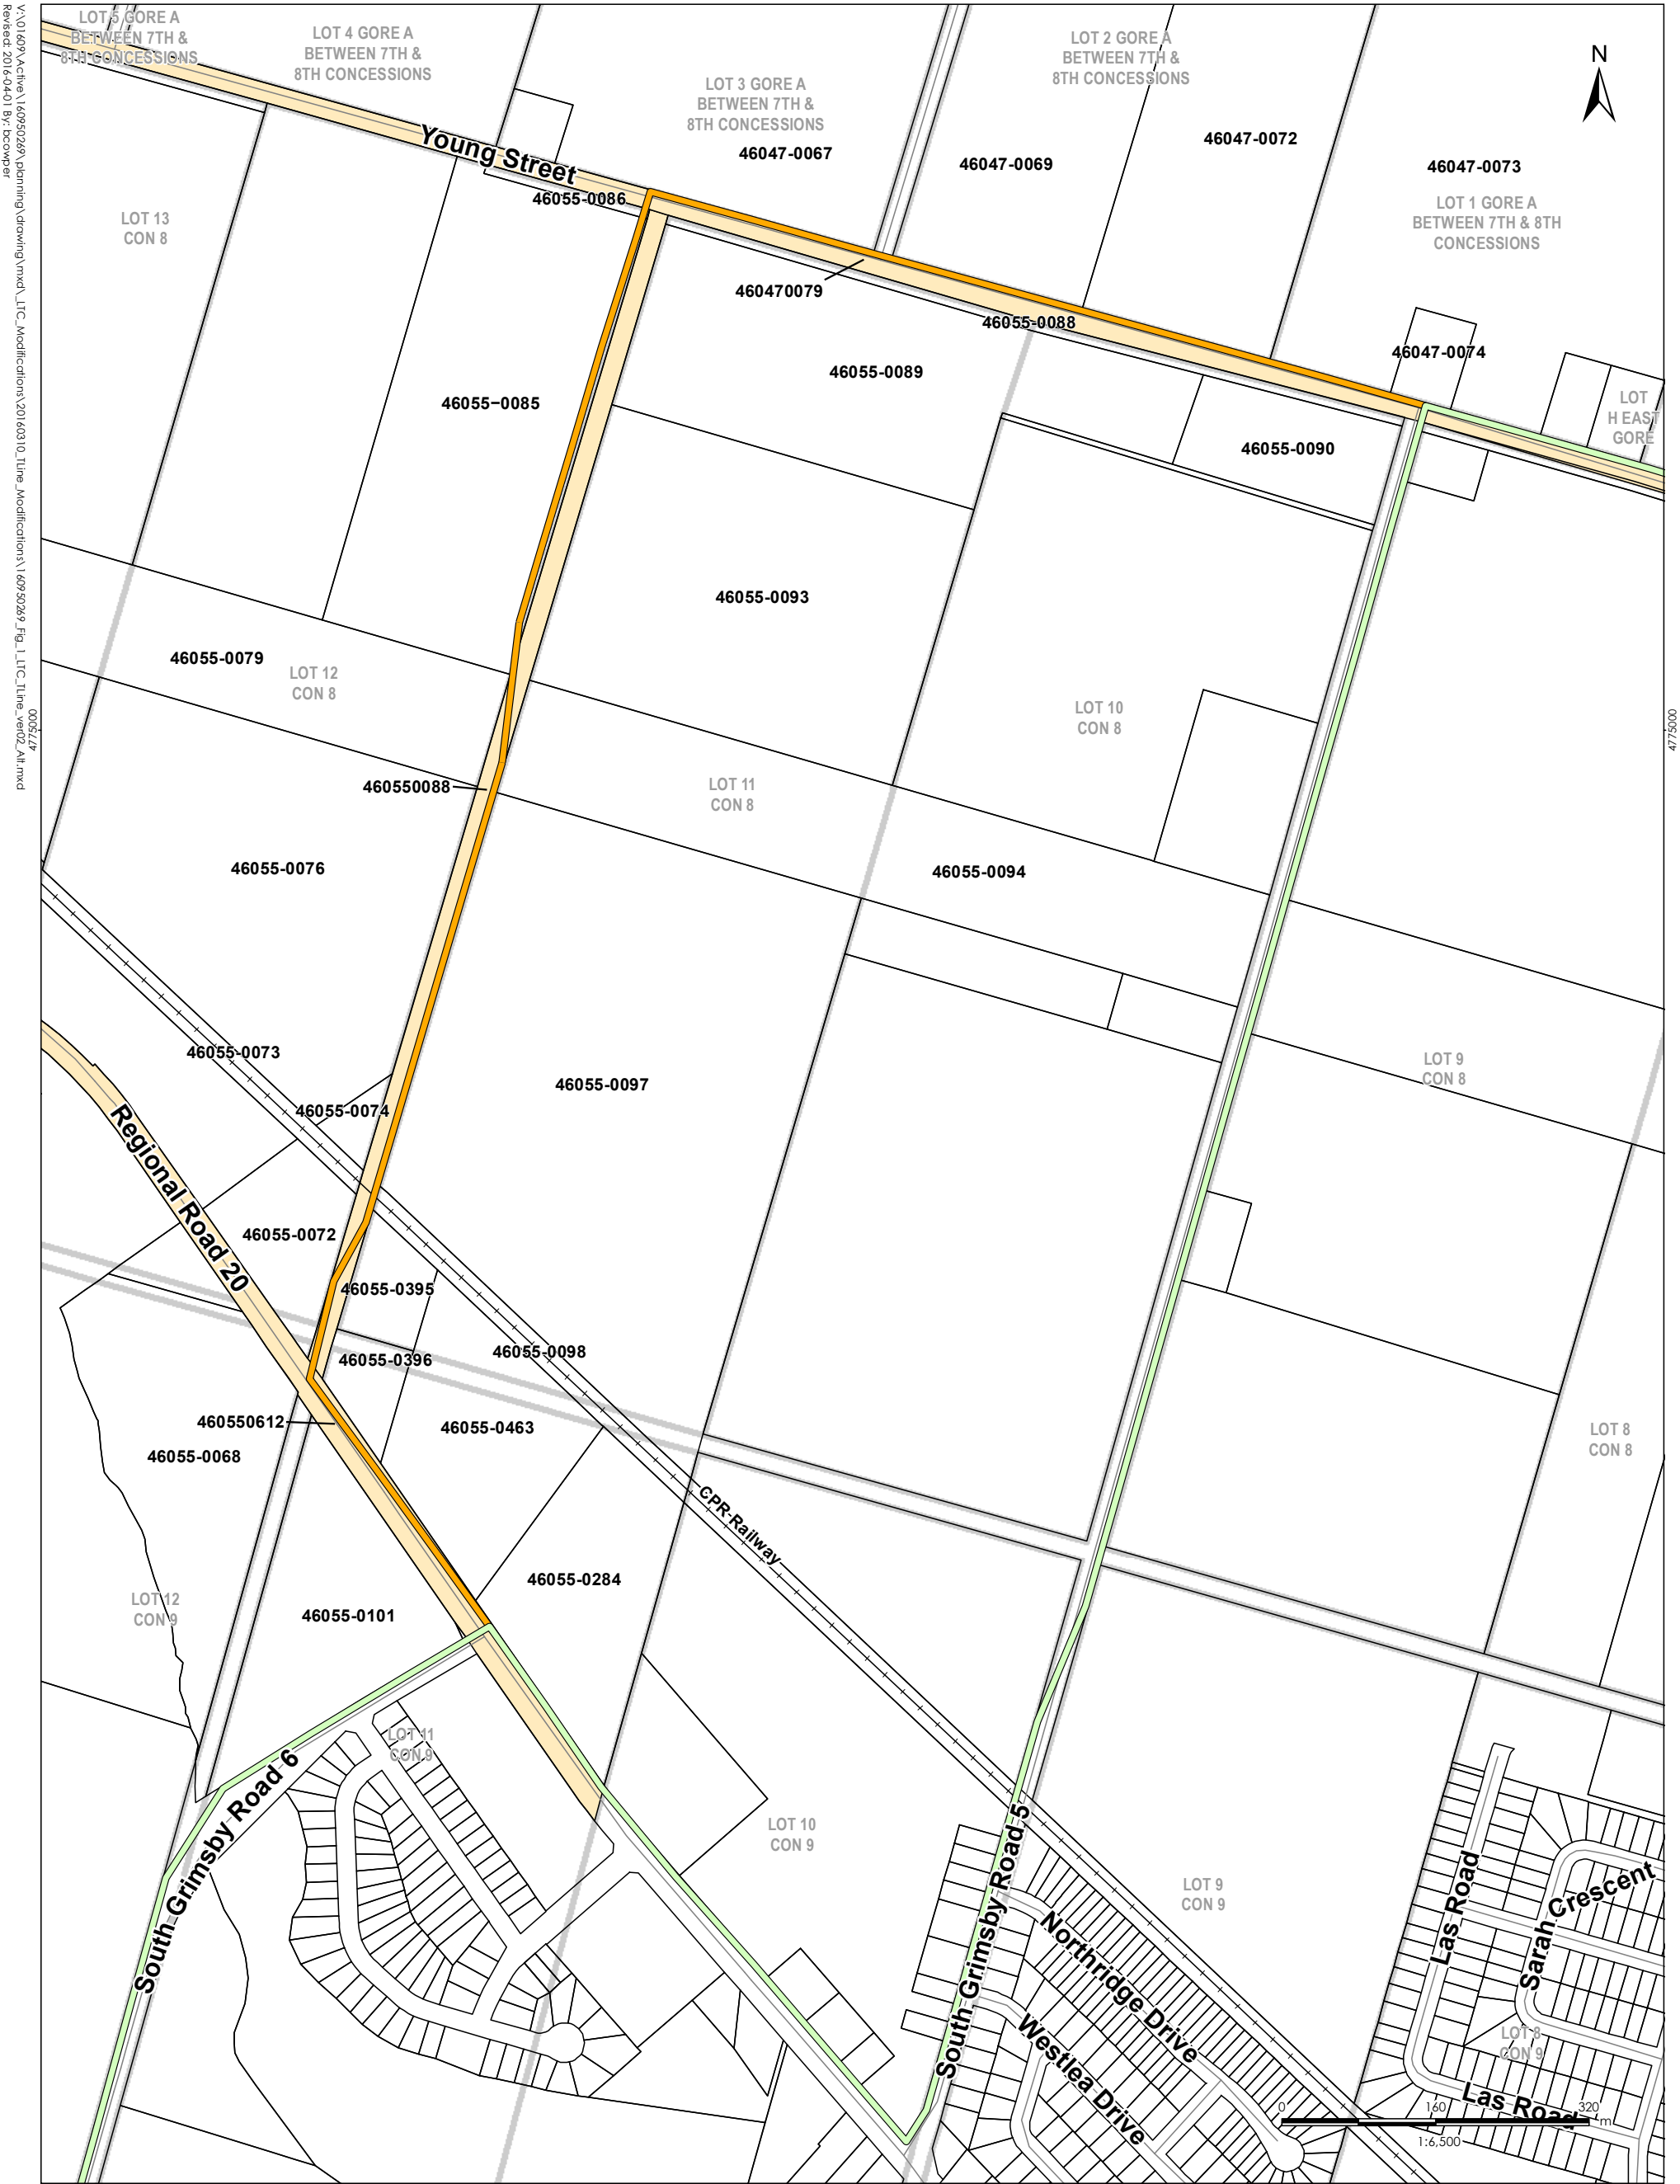 LOT 5 GORE A
BETWEEN 7TH &
8TH CONCESSIONS
LOT 4 GORE A
BETWEEN 7TH &
8TH CONCESSIONS
LOT 3 GORE A
BETWEEN 7TH &
8TH CONCESSIONS
LOT 2 GORE A
BETWEEN 7TH &
8TH CONCESSIONS
N
46047-0067
46047-0069
46047-0072
46047-0073
LOT 1 GORE A
BETWEEN 7TH & 8TH
CONCESSIONS
Young Street
46055-0086
LOT 13
CON 8
460470079
46055-0088
46047-0074
46055-0089
46055-0085
LOT
H EAST
GORE
46055-0090
46055-0093
46055-0079
LOT 12
CON 8
LOT 10
CON 8
4775000
4775000
460550088
LOT 11
CON 8
46055-0076
46055-0094
46055-0073
46055-0097
LOT 9
CON 8
46055-0074
Regional Road 20
46055-0072
46055-0395
46055-0396
46055-0098
460550612
46055-0463
46055-0068
LOT 8
CON 8
CPR-Railway
46055-0284
LOT 12
CON 9
46055-0101
LOT 11
CON 9
South Grimsby Road 6
LOT 10
CON 9
South Grimsby Road 5
LOT 9
CON 9
Northridge Drive
Westlea Drive
Las Road
Sarah Crescent
LOT 8
CON 9
Las Road
0 160 320
m
1:6,500
V:\01609\Active\160950269\planning\drawing\mxd\_LTC_Modifications\20160310_TLine_Modifications\160950269_Fig_1_LTC_TLine_ver02_Alt.mxd
Revised: 2016-04-01 By: bcowper